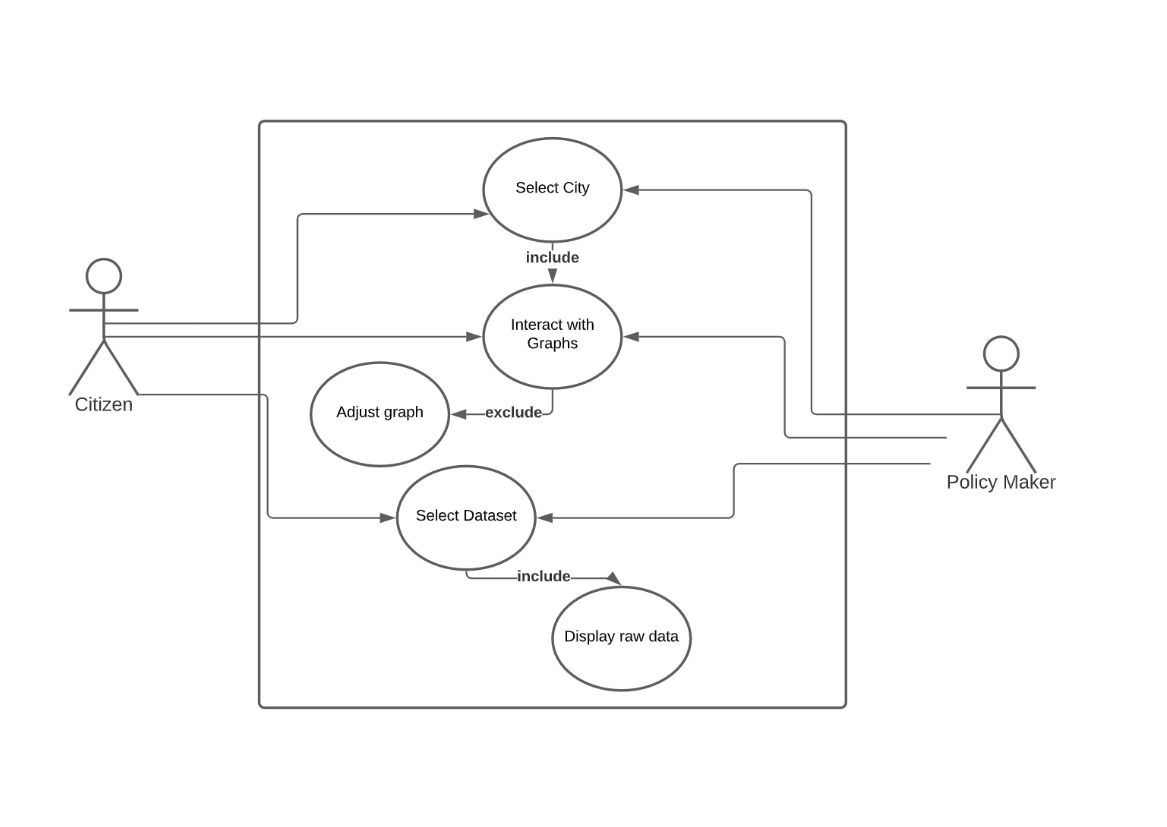 Select City
include
Interact with
Graphs
Citizen
Adjust graph
exclude
Policy Maker
Select Dataset
include
Display raw data